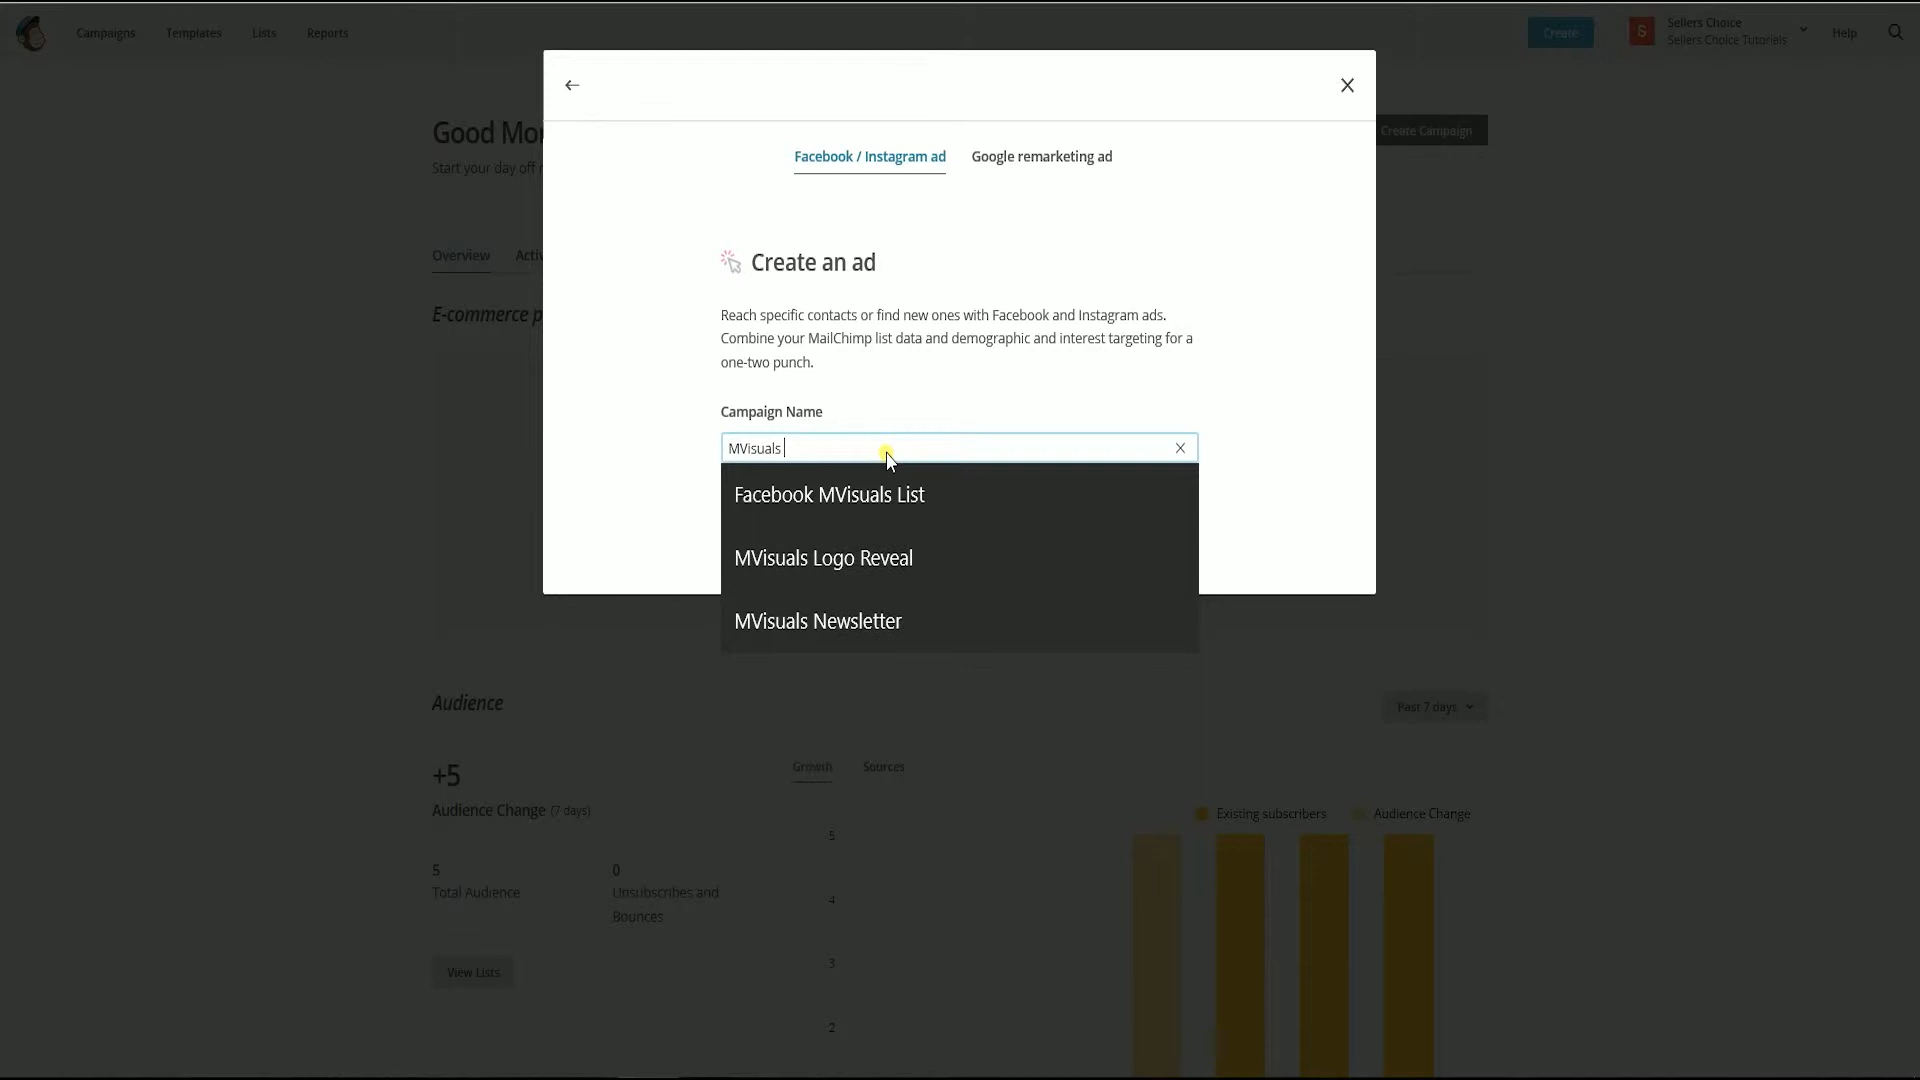 Campaigns
Templates
Lists
Reports
Create
S
Sellers Choice
Sellers Choice Tutorials
Help
Good Mor
Create Campaign
Start your day off
Facebook / Instagram ad
Google remarketing ad
Overview
Activ
Create an ad
E-commerce p
Reach specific contacts or find new ones with Facebook and Instagram ads.
Combine your MailChimp list data and demographic and interest targeting for a
one-two punch.
Campaign Name
MVisuals
Facebook MVisuals List
MVisuals Logo Reveal
MVisuals Newsletter
Audience
Past 7 days
+5
Audience Change (7 days)
Growth
Sources
Existing subscribers
Audience Change
5
Total Audience
0
Unsubscribes and
Bounces
View Lists
5
4
3
2